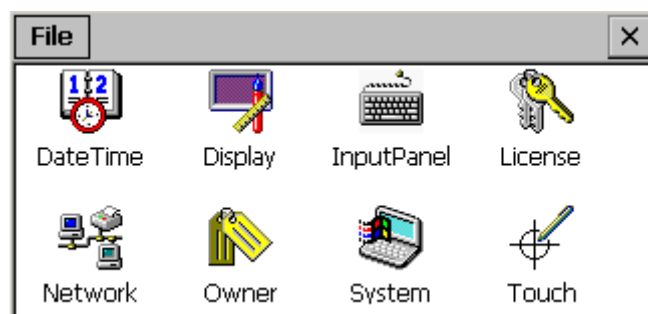 File
DateTime Display InputPanel License
Network Owner System Touch